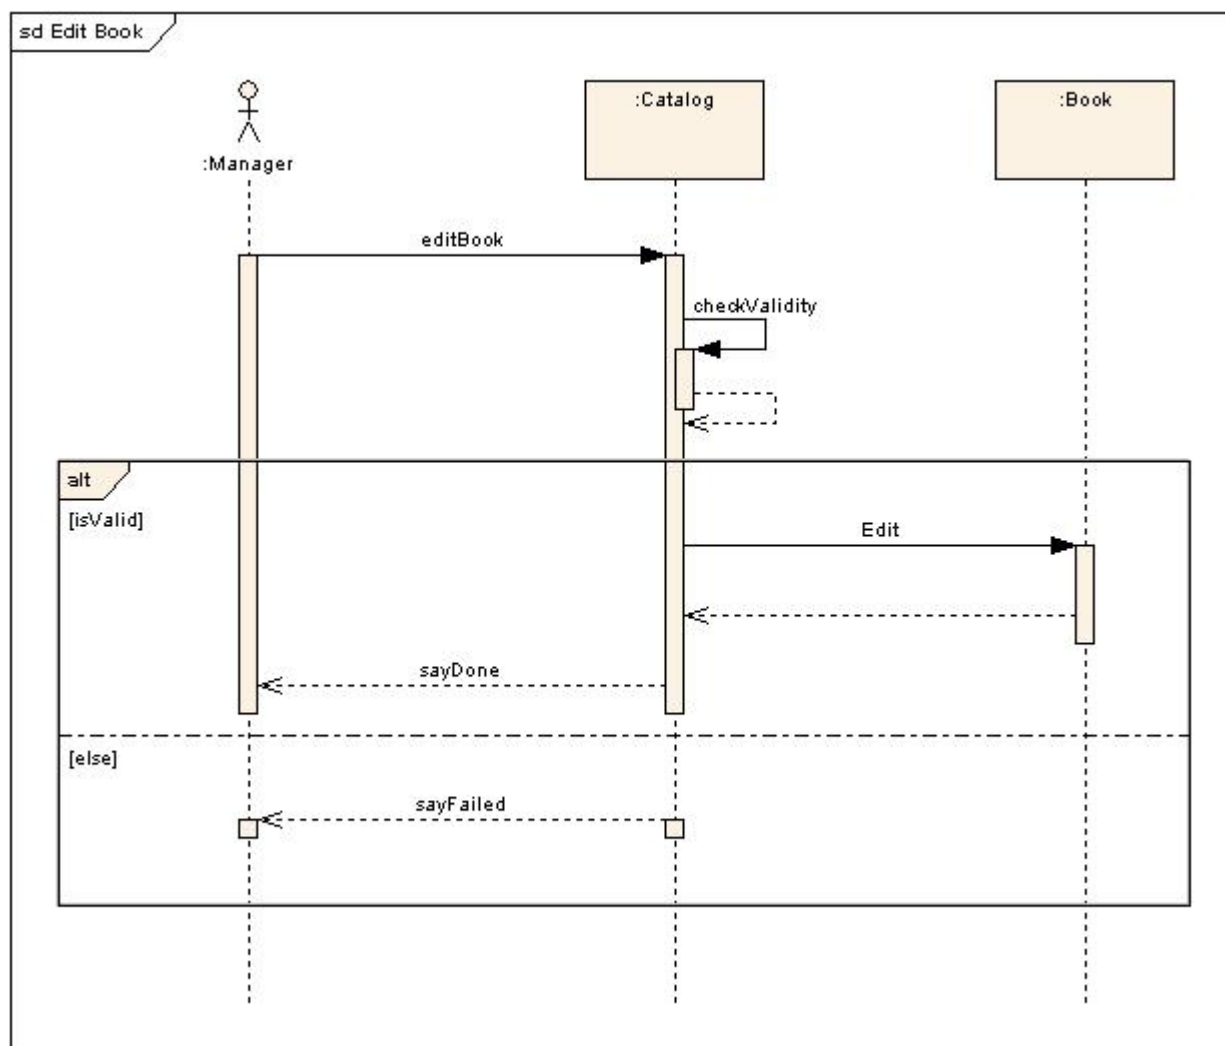 sd Edit Book
:Manager
:Catalog
:Book
editBook
checkValidity
alt
[isValid]
Edit
sayDone
[else]
sayFailed